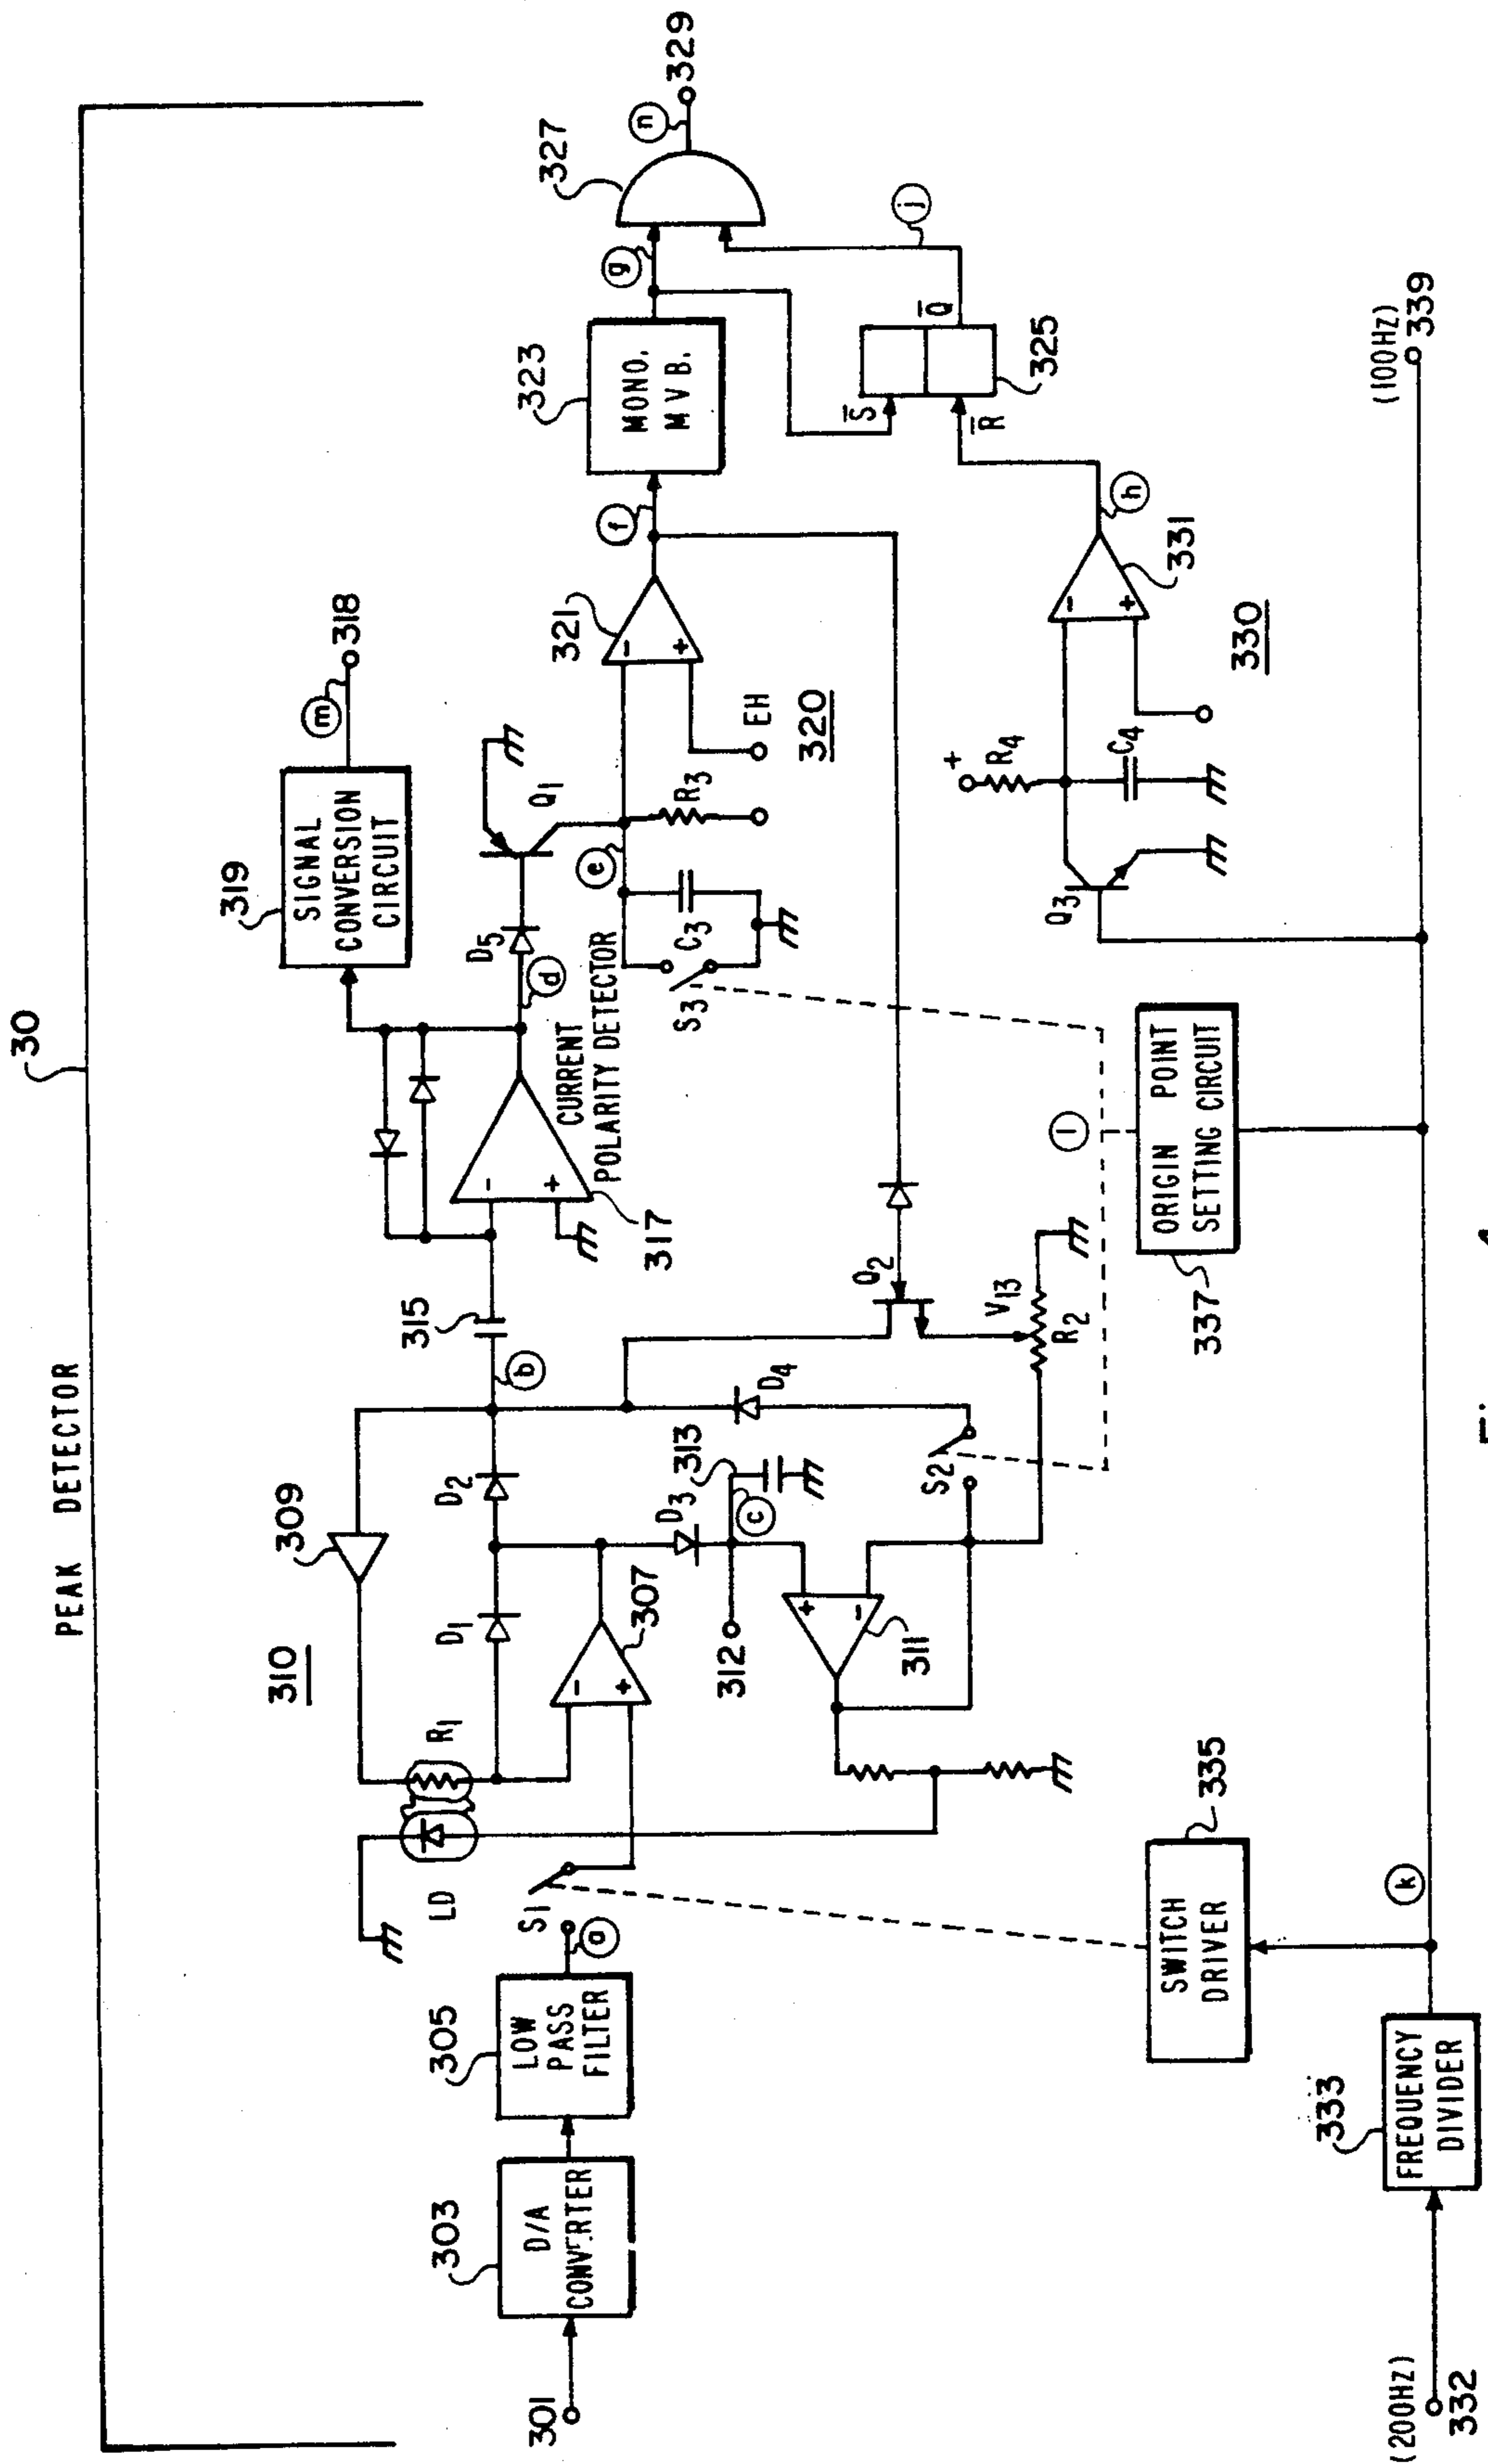 PEAK DETECTOR
30
301
303
D/A
CONVERTER
305
LOW
PASS
FILTER
a
S1
LD
R1
310
309
D1
D2
307
-
+
D3
313
c
312
+
-
311
S2
D4
b
315
317
-
+
CURRENT
POLARITY DETECTOR
d
D5
319
SIGNAL
CONVERSION
CIRCUIT
m
318
Q1
e
S3
C3
R3
EH
320
321
-
+
f
323
MONO.
MVB.
g
327
n
329
j
S̅
R̅
Q̅
325
h
331
-
+
330
+
R4
C4
Q3
Q2
V13
R2
l
337
ORIGIN POINT
SETTING CIRCUIT
335
SWITCH
DRIVER
k
333
FREQUENCY
DIVIDER
(200HZ)
332
(100HZ)
339